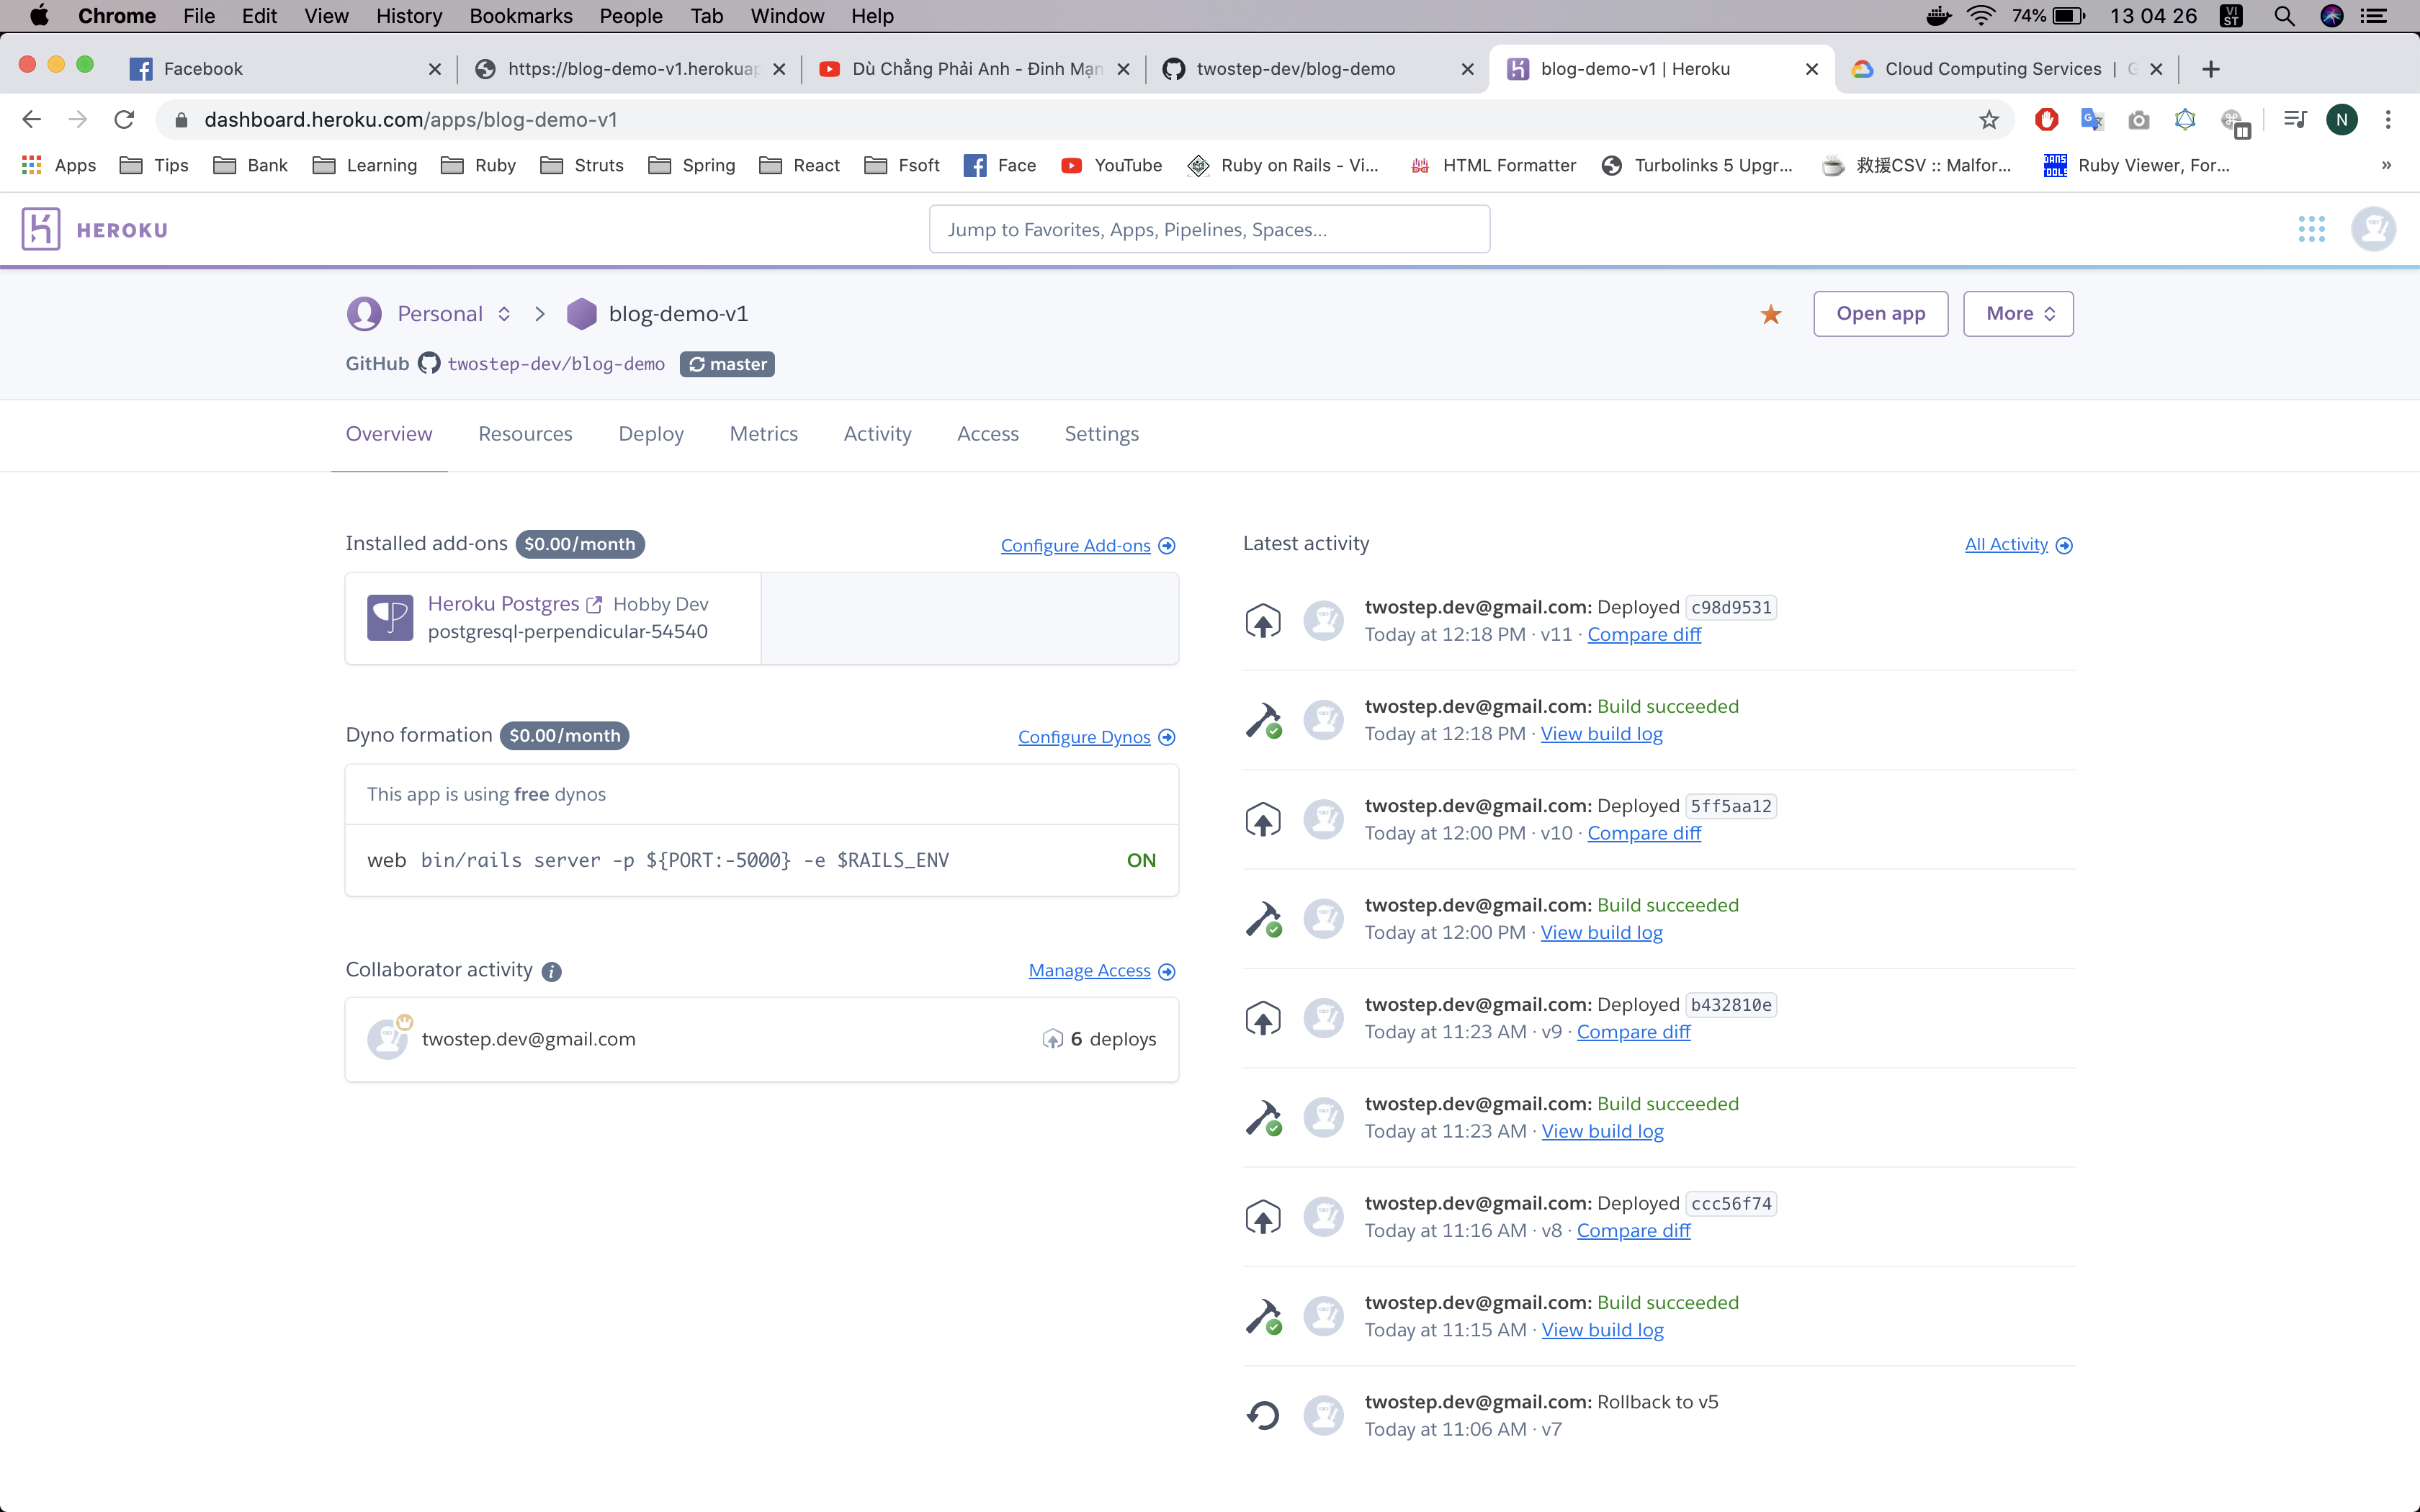 Chrome File Edit View History Bookmarks People Tab Window Help 74% 13 04 26 VI ST
Facebook https://blog-demo-v1.herokuap Dù Chẳng Phải Anh - Đinh Mạn twostep-dev/blog-demo blog-demo-v1 | Heroku Cloud Computing Services | G
dashboard.heroku.com/apps/blog-demo-v1 N
Apps Tips Bank Learning Ruby Struts Spring React Fsoft Face YouTube Ruby on Rails - Vi... HTML Formatter Turbolinks 5 Upgr... 救援CSV :: Malfor... Ruby Viewer, For... »
HEROKU Jump to Favorites, Apps, Pipelines, Spaces...
Personal blog-demo-v1 Open app More
GitHub twostep-dev/blog-demo master
Overview Resources Deploy Metrics Activity Access Settings
Installed add-ons $0.00/month Configure Add-ons
Heroku Postgres Hobby Dev
postgresql-perpendicular-54540
Dyno formation $0.00/month Configure Dynos
This app is using free dynos
web bin/rails server -p ${PORT:-5000} -e $RAILS_ENV ON
Collaborator activity Manage Access
twostep.dev@gmail.com 6 deploys
Latest activity All Activity
twostep.dev@gmail.com: Deployed c98d9531
Today at 12:18 PM · v11 · Compare diff
twostep.dev@gmail.com: Build succeeded
Today at 12:18 PM · View build log
twostep.dev@gmail.com: Deployed 5ff5aa12
Today at 12:00 PM · v10 · Compare diff
twostep.dev@gmail.com: Build succeeded
Today at 12:00 PM · View build log
twostep.dev@gmail.com: Deployed b432810e
Today at 11:23 AM · v9 · Compare diff
twostep.dev@gmail.com: Build succeeded
Today at 11:23 AM · View build log
twostep.dev@gmail.com: Deployed ccc56f74
Today at 11:16 AM · v8 · Compare diff
twostep.dev@gmail.com: Build succeeded
Today at 11:15 AM · View build log
twostep.dev@gmail.com: Rollback to v5
Today at 11:06 AM · v7